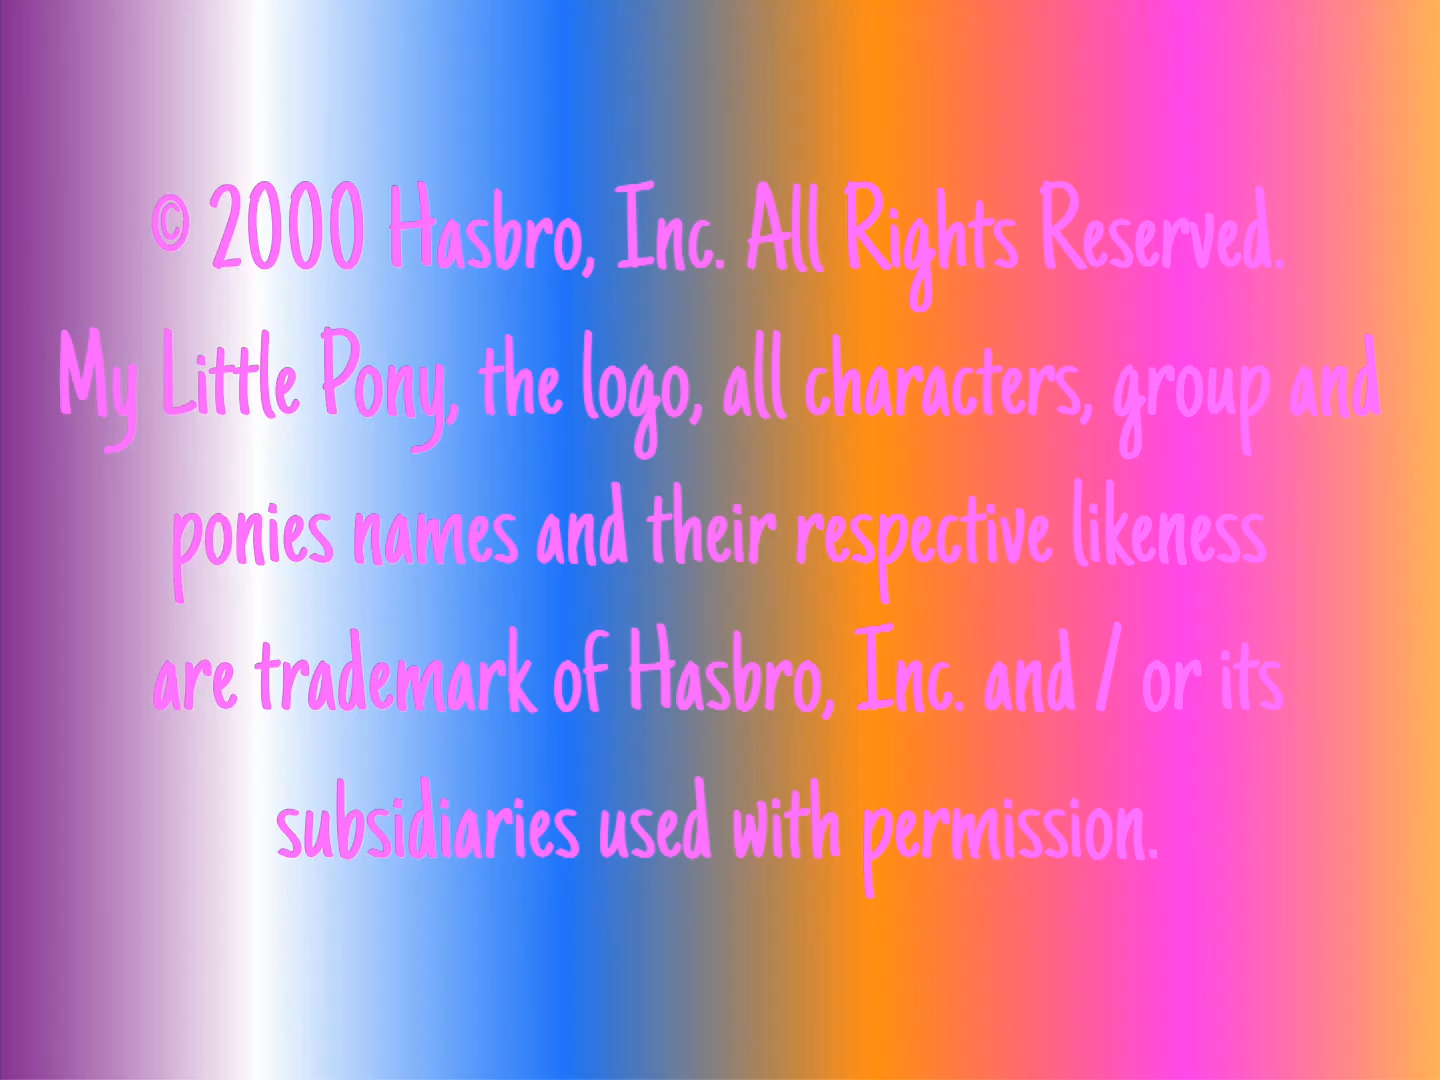 © 2000 Hasbro, Inc. All Rights Reserved.
My Little Pony, the logo, all characters, group and
ponies names and their respective likeness
are trademark of Hasbro, Inc. and / or its
subsidiaries used with permission.